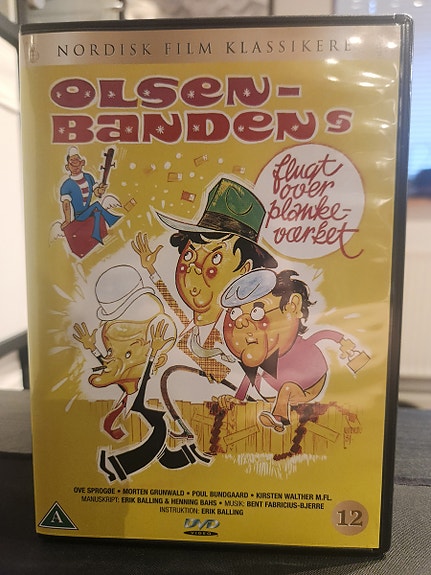 NORDISK FILM KLASSIKERE
OLSEN-
BANDENS
flugt
over
planke-
værket
OVE SPROGØE • MORTEN GRUNWALD • POUL BUNDGAARD • KIRSTEN WALTHER M.FL.
MANUSKRIPT: ERIK BALLING & HENNING BAHS • MUSIK: BENT FABRICIUS-BJERRE
INSTRUKTION: ERIK BALLING
A
DVD
VIDEO
12